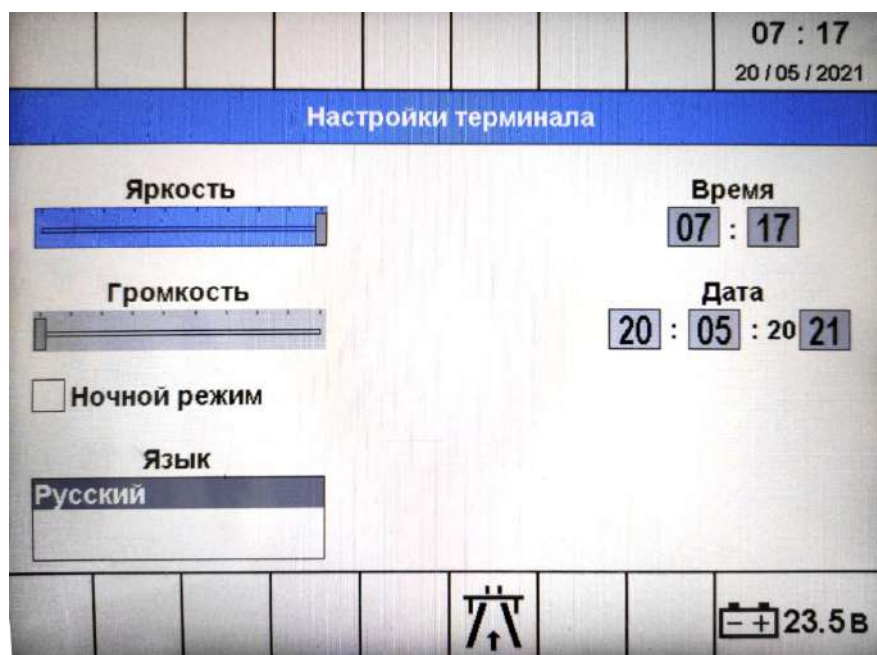 07 : 17
20 / 05 / 2021
Настройки терминала
Яркость
Время
07 : 17
Громкость
Дата
20 : 05 : 20 21
Ночной режим
Язык
Русский
- + 23.5 В